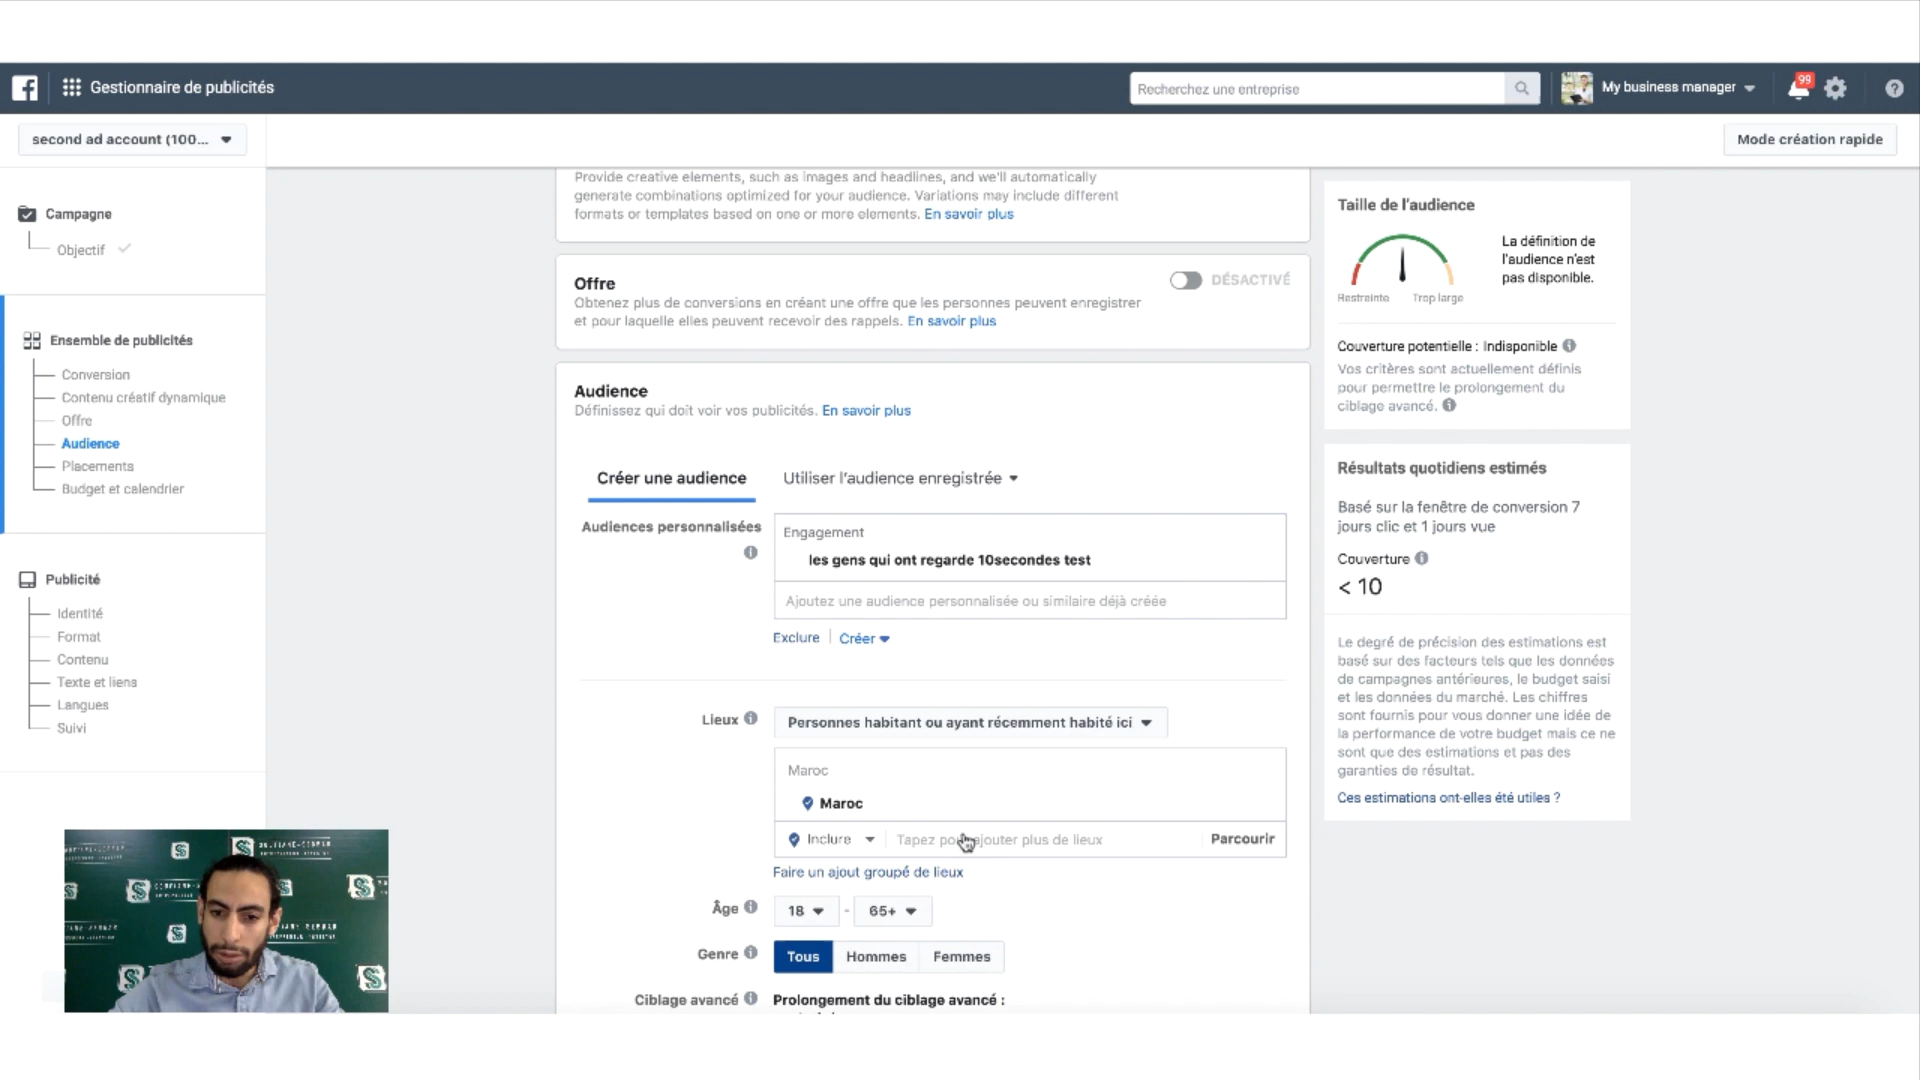 Gestionnaire de publicités
Recherchez une entreprise
My business manager
99
second ad account (100...
Mode création rapide
Campagne
Objectif
Ensemble de publicités
Conversion
Contenu créatif dynamique
Offre
Audience
Placements
Budget et calendrier
Publicité
Identité
Format
Contenu
Texte et liens
Langues
Suivi
Provide creative elements, such as images and headlines, and we'll automatically
generate combinations optimized for your audience. Variations may include different
formats or templates based on one or more elements. En savoir plus
Offre
DÉSACTIVÉ
Obtenez plus de conversions en créant une offre que les personnes peuvent enregistrer
et pour laquelle elles peuvent recevoir des rappels. En savoir plus
Audience
Définissez qui doit voir vos publicités. En savoir plus
Créer une audience
Utiliser l'audience enregistrée
Audiences personnalisées
Engagement
les gens qui ont regarde 10secondes test
Ajoutez une audience personnalisée ou similaire déjà créée
Exclure
Créer
Lieux
Personnes habitant ou ayant récemment habité ici
Maroc
Maroc
Inclure
Tapez pour ajouter plus de lieux
Parcourir
Faire un ajout groupé de lieux
Âge
18 - 65+
Genre
Tous
Hommes
Femmes
Ciblage avancé
Prolongement du ciblage avancé :
Taille de l'audience
La définition de
l'audience n'est
pas disponible.
Restreinte
Trop large
Couverture potentielle : Indisponible
Vos critères sont actuellement définis
pour permettre le prolongement du
ciblage avancé.
Résultats quotidiens estimés
Basé sur la fenêtre de conversion 7
jours clic et 1 jours vue
Couverture
< 10
Le degré de précision des estimations est
basé sur des facteurs tels que les données
de campagnes antérieures, le budget saisi
et les données du marché. Les chiffres
sont fournis pour vous donner une idée de
la performance de votre budget mais ce ne
sont que des estimations et pas des
garanties de résultat.
Ces estimations ont-elles été utiles ?